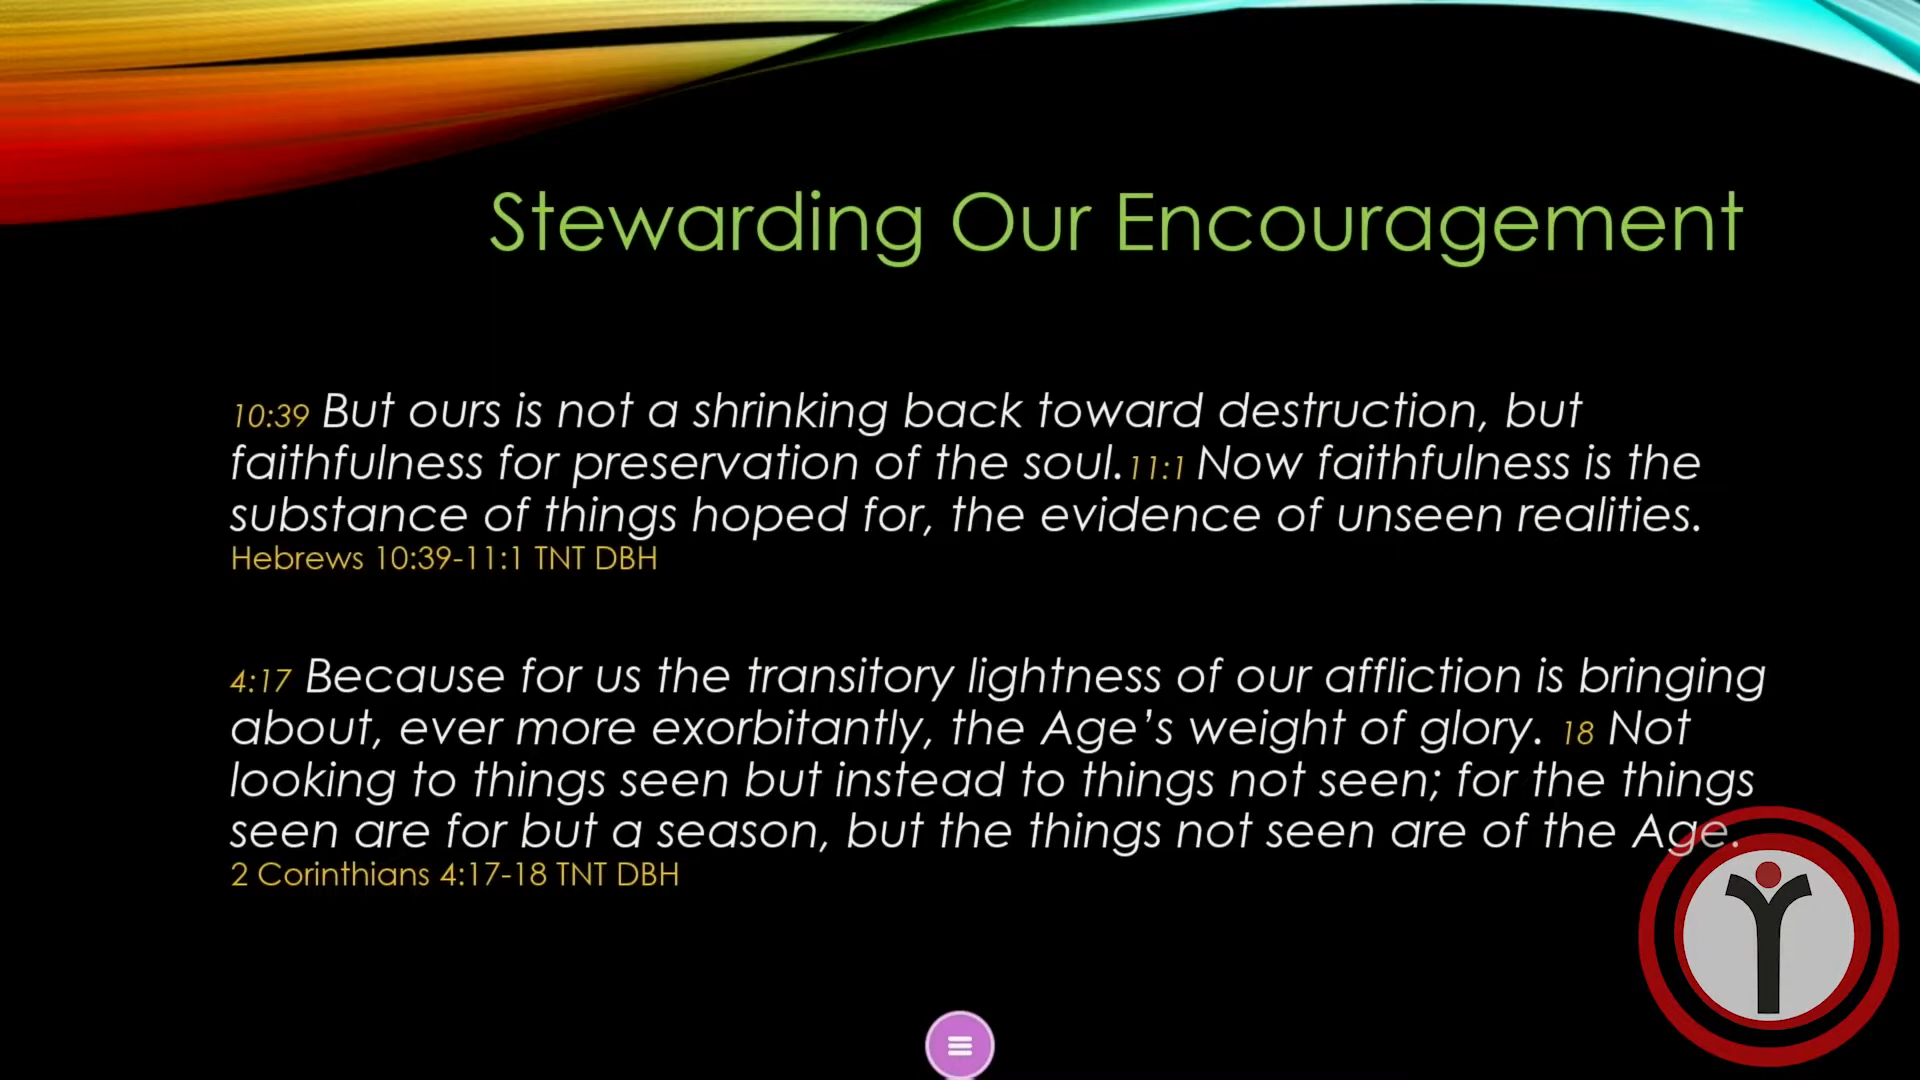 Stewarding Our Encouragement
10:39 But ours is not a shrinking back toward destruction, but
faithfulness for preservation of the soul. 11:1 Now faithfulness is the
substance of things hoped for, the evidence of unseen realities.
Hebrews 10:39-11:1 TNT DBH
4:17 Because for us the transitory lightness of our affliction is bringing
about, ever more exorbitantly, the Age’s weight of glory. 18 Not
looking to things seen but instead to things not seen; for the things
seen are for but a season, but the things not seen are of the Age.
2 Corinthians 4:17-18 TNT DBH